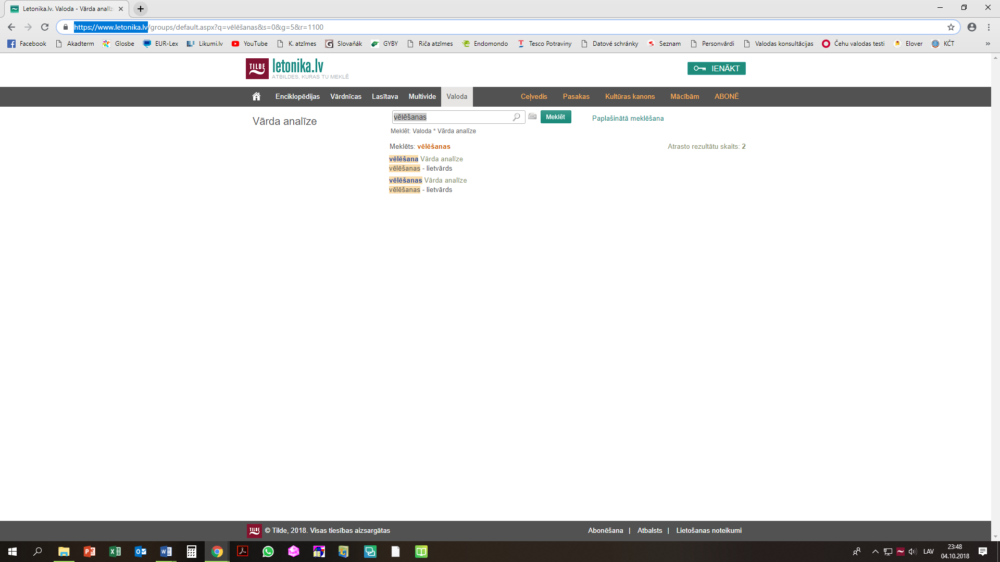 Letonika.lv. Valoda - Vārda analīz
https://www.letonika.lv/groups/default.aspx?q=vēlēšanas&s=0&g=5&r=1100
Facebook Akadterm Glosbe EUR-Lex Likumi.lv YouTube K. atzīmes Slovaňák GYBY Riča atzīmes Endomondo Tesco Potraviny Datové schránky Seznam Personvārdi Valodas konsultācijas Čehu valodas testi Elover KČT »
TILDE letonika.lv
ATBILDES, KURAS TU MEKLĒ
IENĀKT
Enciklopēdijas Vārdnīcas Lasītava Multivide Valoda Ceļvedis Pasakas Kultūras kanons Mācībām ABONĒ
Vārda analīze
vēlēšanas Meklēt Paplašinātā meklēšana
Meklēt: Valoda * Vārda analīze
Meklēts: vēlēšanas Atrasto rezultātu skaits: 2
vēlēšana Vārda analīze
vēlēšanas - lietvārds
vēlēšanas Vārda analīze
vēlēšanas - lietvārds
TILDE © Tilde, 2018. Visas tiesības aizsargātas Abonēšana | Atbalsts | Lietošanas noteikumi
LAV 23:48
04.10.2018